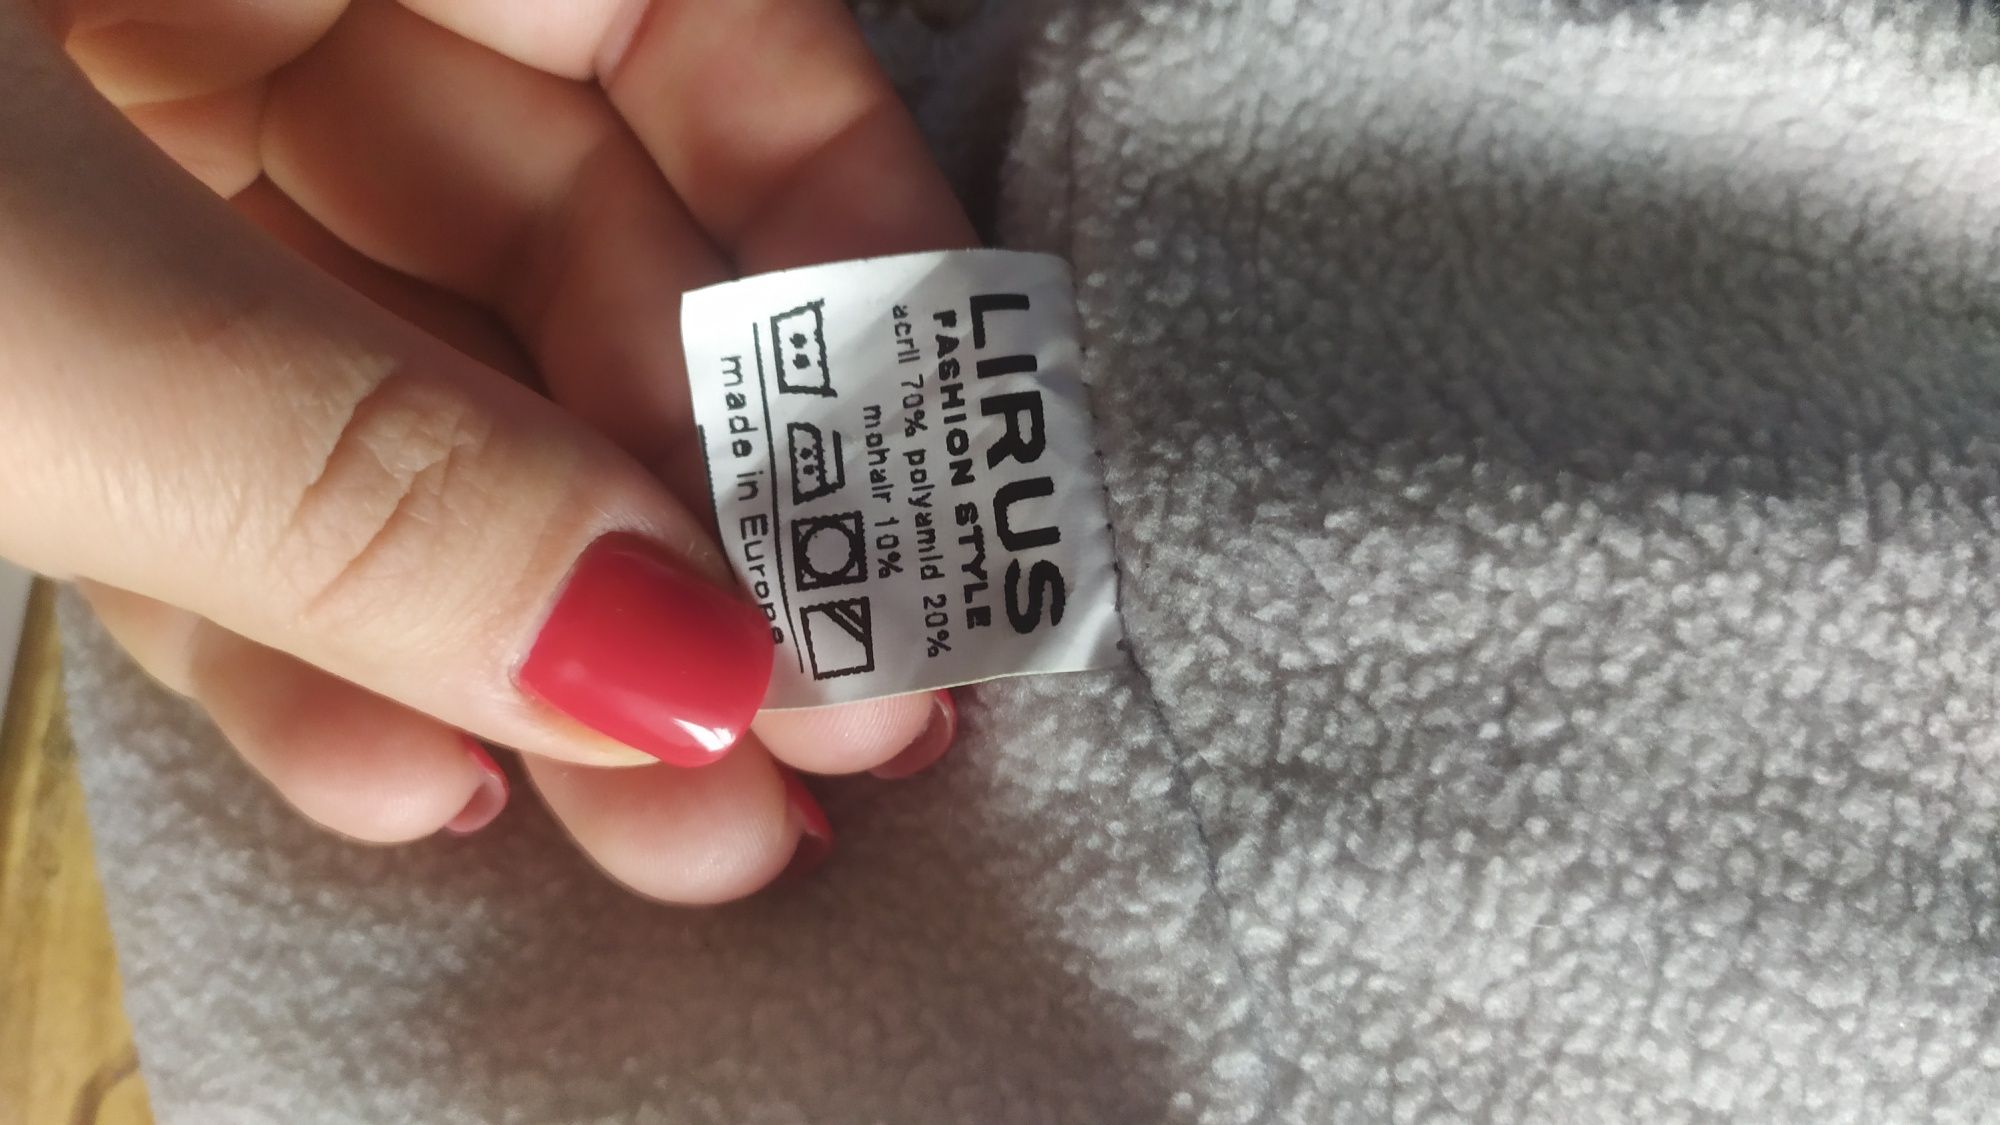 LIRUS
FASHION STYLE
acril 70% polyamid 20%
mohair 10%
made in Europe